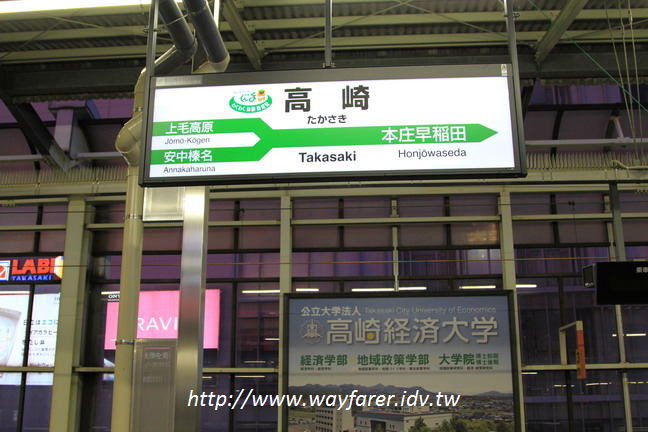 高崎
たかさき
Takasaki
上毛高原
Jōmō-Kōgen
安中榛名
Annakaharuna
本庄早稲田
Honjōwaseda
LABI
TAKASAKI
SONY
BRAVI
公立大学法人 Takasaki City University of Economics
高崎経済大学
経済学部 地域政策学部 大学院
http://www.wayfarer.idv.tw